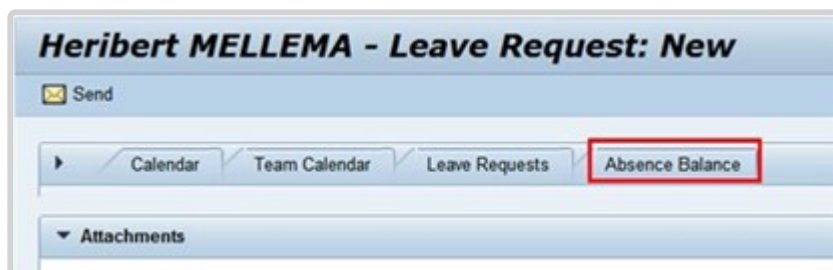 Heribert MELLEMA - Leave Request: New
Send
Calendar Team Calendar Leave Requests Absence Balance
Attachments